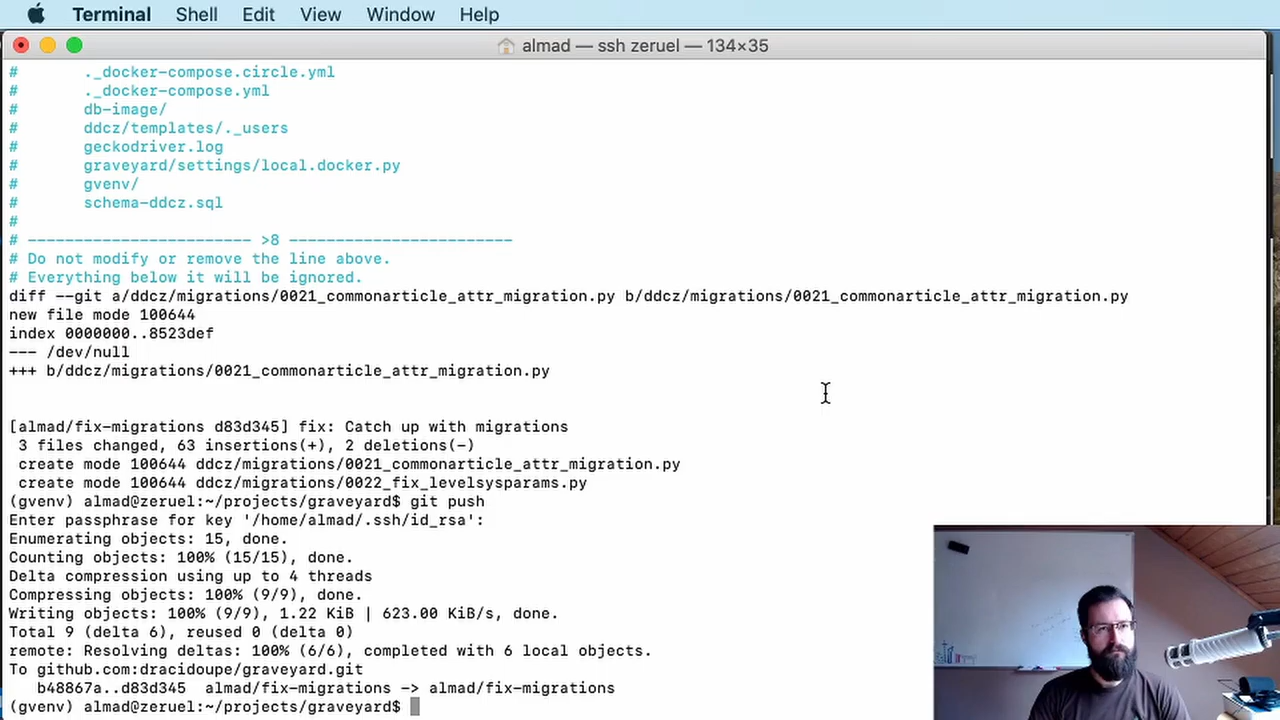 Terminal Shell Edit View Window Help
almad — ssh zeruel — 134×35
# ._docker-compose.circle.yml
# ._docker-compose.yml
# db-image/
# ddcz/templates/._users
# geckodriver.log
# graveyard/settings/local.docker.py
# gvenv/
# schema-ddcz.sql
#
# ------------------------ >8 ------------------------
# Do not modify or remove the line above.
# Everything below it will be ignored.
diff --git a/ddcz/migrations/0021_commonarticle_attr_migration.py b/ddcz/migrations/0021_commonarticle_attr_migration.py
new file mode 100644
index 0000000..8523def
--- /dev/null
+++ b/ddcz/migrations/0021_commonarticle_attr_migration.py
[almad/fix-migrations d83d345] fix: Catch up with migrations
3 files changed, 63 insertions(+), 2 deletions(-)
create mode 100644 ddcz/migrations/0021_commonarticle_attr_migration.py
create mode 100644 ddcz/migrations/0022_fix_levelsysparams.py
(gvenv) almad@zeruel:~/projects/graveyard$ git push
Enter passphrase for key '/home/almad/.ssh/id_rsa':
Enumerating objects: 15, done.
Counting objects: 100% (15/15), done.
Delta compression using up to 4 threads
Compressing objects: 100% (9/9), done.
Writing objects: 100% (9/9), 1.22 KiB | 623.00 KiB/s, done.
Total 9 (delta 6), reused 0 (delta 0)
remote: Resolving deltas: 100% (6/6), completed with 6 local objects.
To github.com:dracidoupe/graveyard.git
b48867a..d83d345 almad/fix-migrations -> almad/fix-migrations
(gvenv) almad@zeruel:~/projects/graveyard$